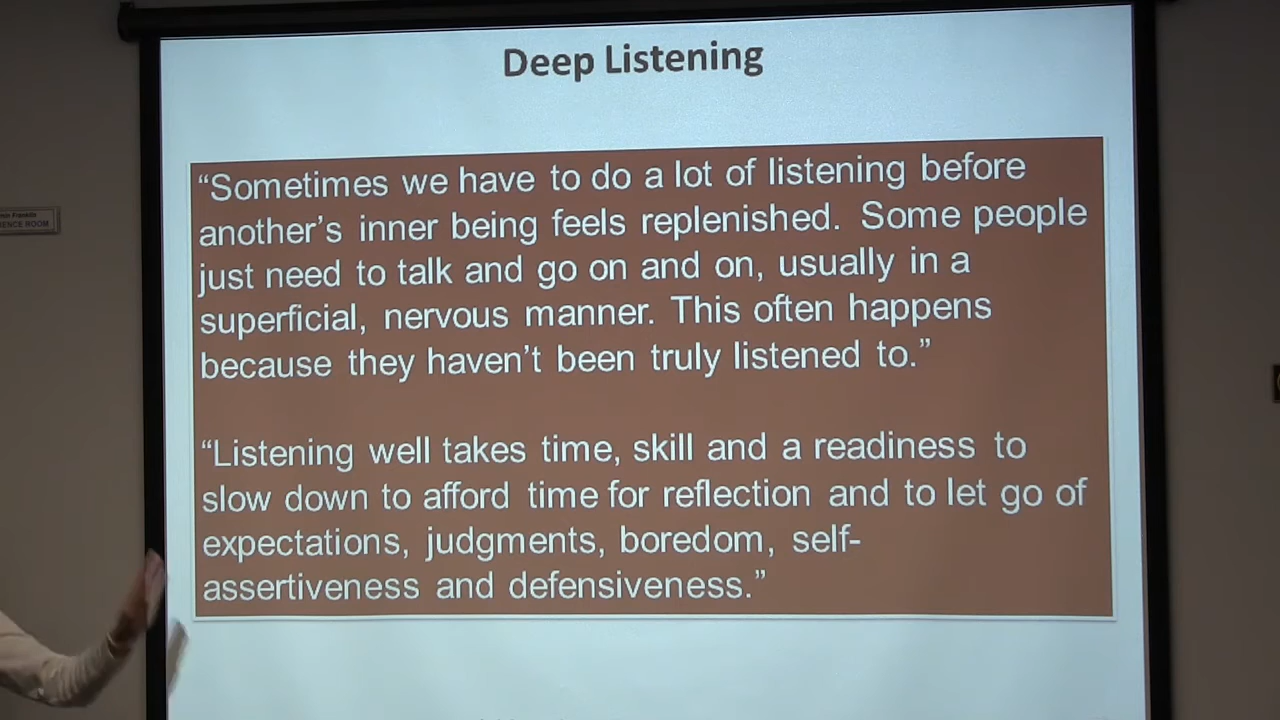 Deep Listening
“Sometimes we have to do a lot of listening before
another’s inner being feels replenished. Some people
just need to talk and go on and on, usually in a
superficial, nervous manner. This often happens
because they haven’t been truly listened to.”
“Listening well takes time, skill and a readiness to
slow down to afford time for reflection and to let go of
expectations, judgments, boredom, self-
assertiveness and defensiveness.”
Franklin
ENCE ROOM